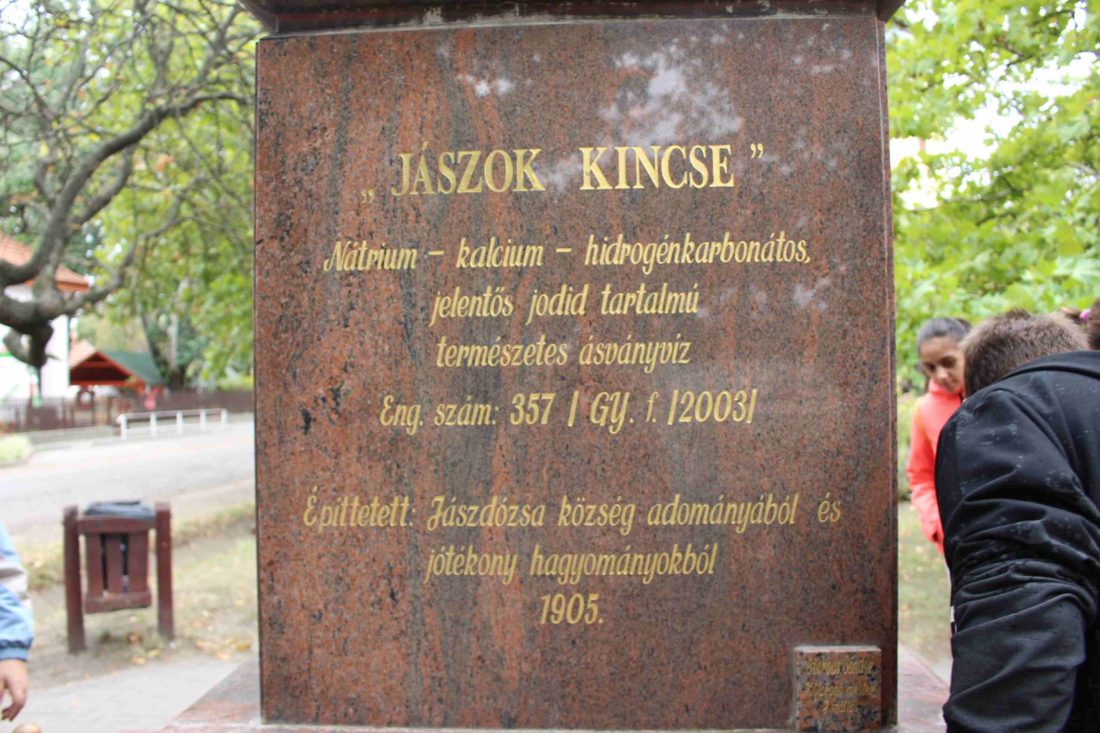 „ JÁSZOK KINCSE ”
Nátrium – kalcium – hidrogénkarbonátos,
jelentős jodid tartalmú
természetes ásványvíz
Eng. szám: 357 / GY. f. /2003/
Építtetett: Jászdózsa község adományából és
jótékony hagyományokból
1905.